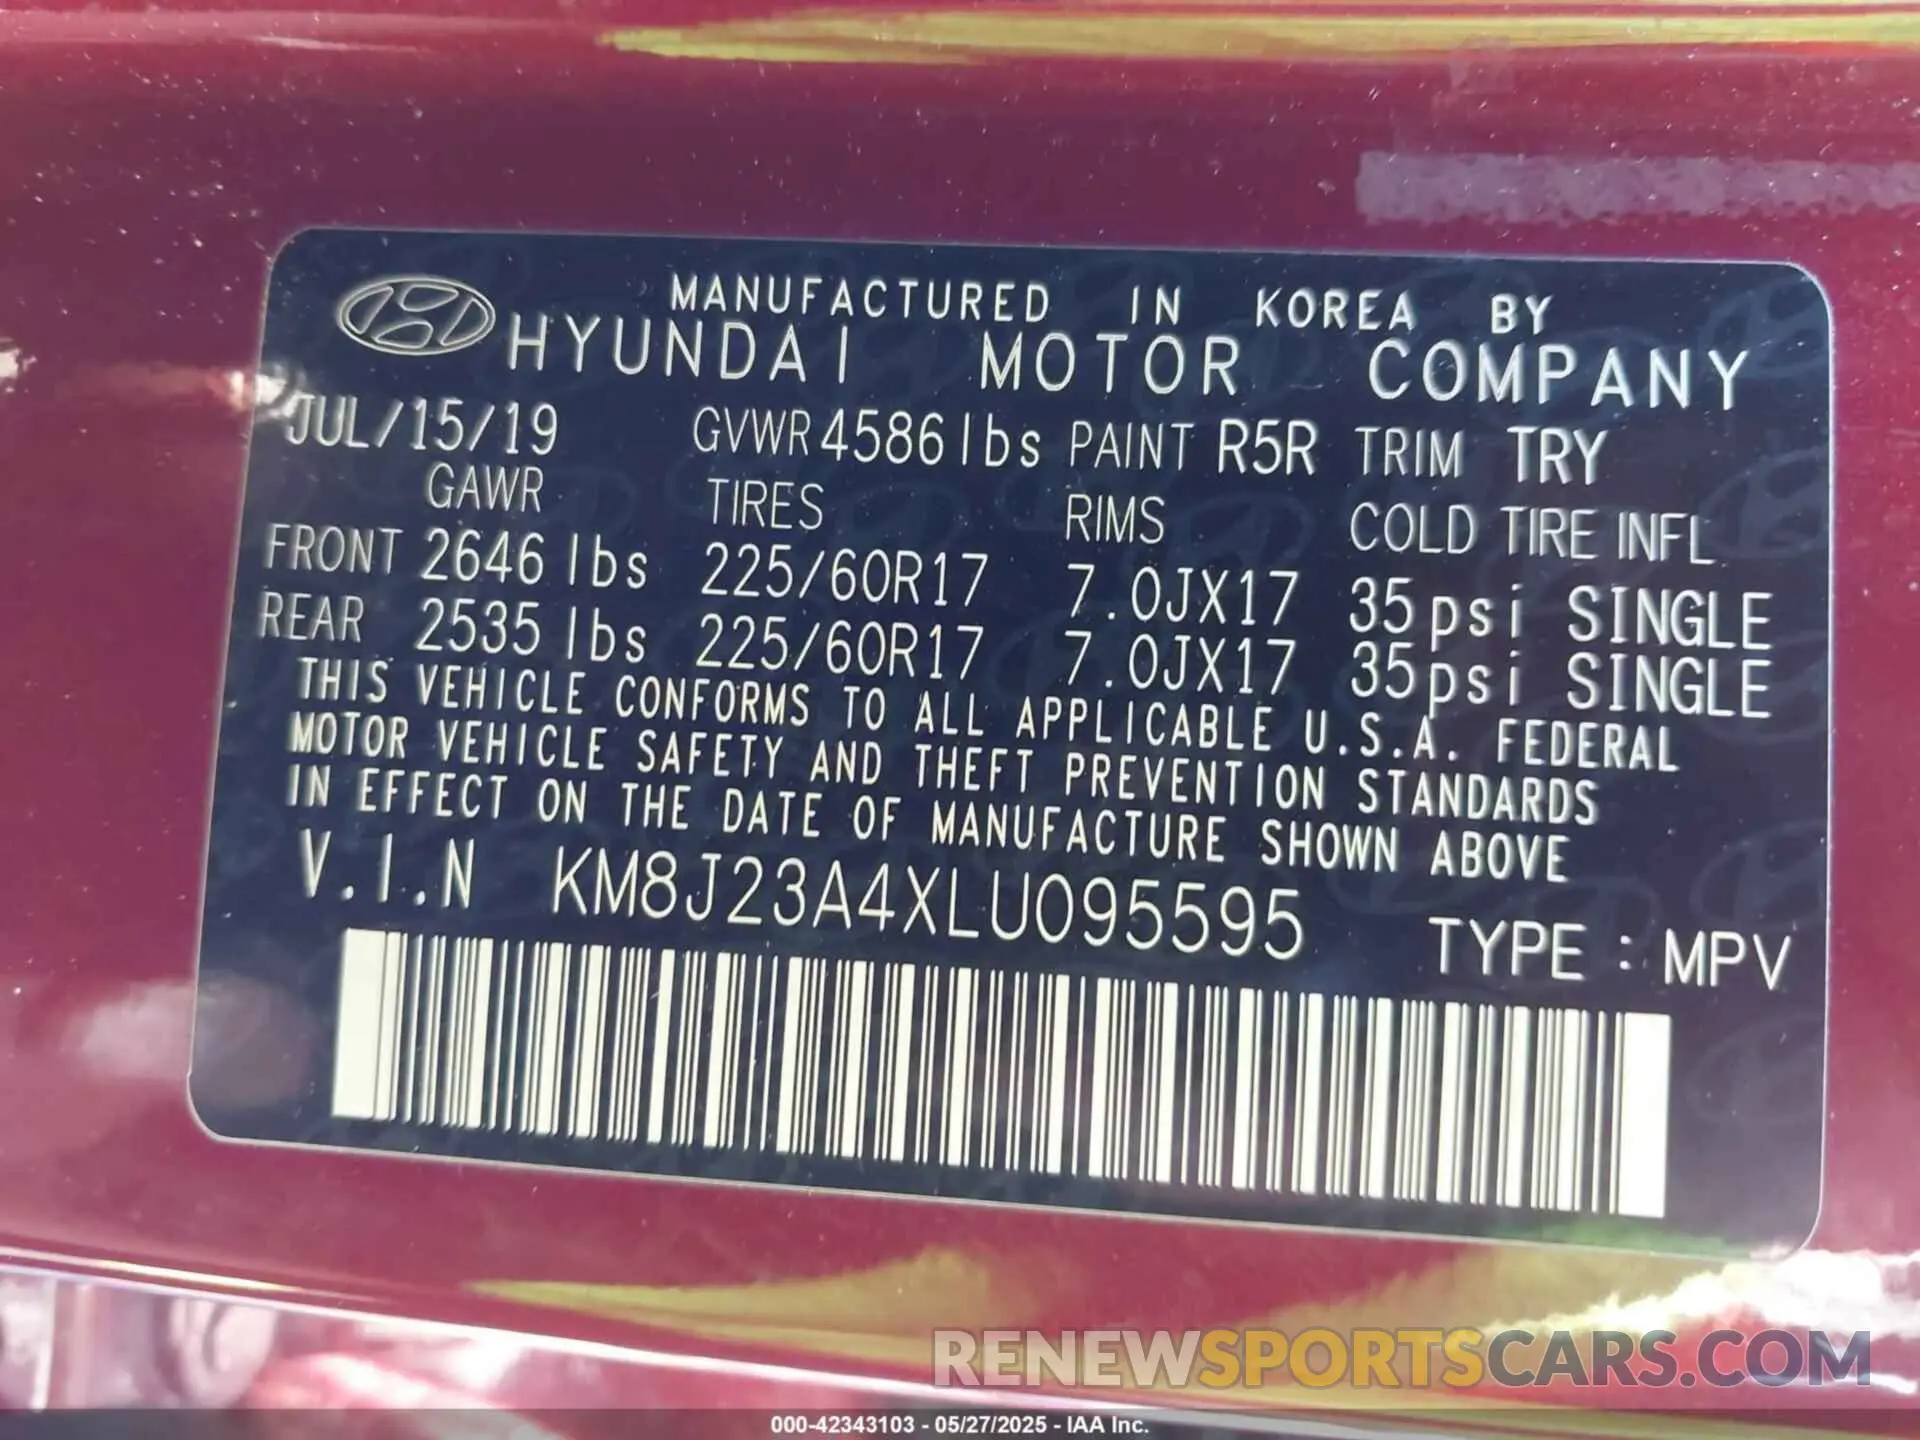 MANUFACTURED IN KOREA BY
HYUNDAI MOTOR COMPANY
JUL/15/19 GVWR 4586 lbs PAINT R5R TRIM TRY
GAWR TIRES RIMS COLD TIRE INFL.
FRONT 2646 lbs 225/60R17 7.0JX17 35psi SINGLE
REAR 2535 lbs 225/60R17 7.0JX17 35psi SINGLE
THIS VEHICLE CONFORMS TO ALL APPLICABLE U.S.A. FEDERAL
MOTOR VEHICLE SAFETY AND THEFT PREVENTION STANDARDS
IN EFFECT ON THE DATE OF MANUFACTURE SHOWN ABOVE
V.I.N KM8J23A4XLU095595 TYPE : MPV
RENEWSPORTSCARS.COM
000-42343103 - 05/27/2025 - IAA Inc.